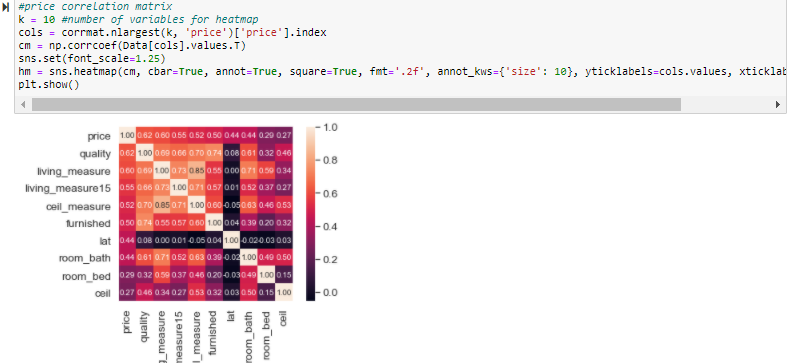 #price correlation matrix
k = 10 #number of variables for heatmap
cols = corrmat.nlargest(k, 'price')['price'].index
cm = np.corrcoef(Data[cols].values.T)
sns.set(font_scale=1.25)
hm = sns.heatmap(cm, cbar=True, annot=True, square=True, fmt='.2f', annot_kws={'size': 10}, yticklabels=cols.values, xticklab
plt.show()
price 1.00 0.62 0.60 0.55 0.52 0.50 0.44 0.44 0.29 0.27
quality 0.62 1.00 0.69 0.66 0.70 0.74 0.08 0.61 0.32 0.46
living_measure 0.60 0.69 1.00 0.73 0.85 0.55 0.00 0.71 0.59 0.34
living_measure15 0.55 0.66 0.73 1.00 0.71 0.57 0.01 0.52 0.37 0.27
ceil_measure 0.52 0.70 0.85 0.71 1.00 0.60 -0.05 0.63 0.46 0.53
furnished 0.50 0.74 0.55 0.57 0.60 1.00 0.04 0.39 0.20 0.32
lat 0.44 0.08 0.00 0.01 -0.05 0.04 1.00 -0.02 -0.03 0.03
room_bath 0.44 0.61 0.71 0.52 0.63 0.39 -0.02 1.00 0.49 0.50
room_bed 0.29 0.32 0.59 0.37 0.46 0.20 -0.03 0.49 1.00 0.15
ceil 0.27 0.46 0.34 0.27 0.53 0.32 0.03 0.50 0.15 1.00
1.0
0.8
0.6
0.4
0.2
0.0
price
quality
g_measure
measure15
l_measure
furnished
lat
room_bath
room_bed
ceil